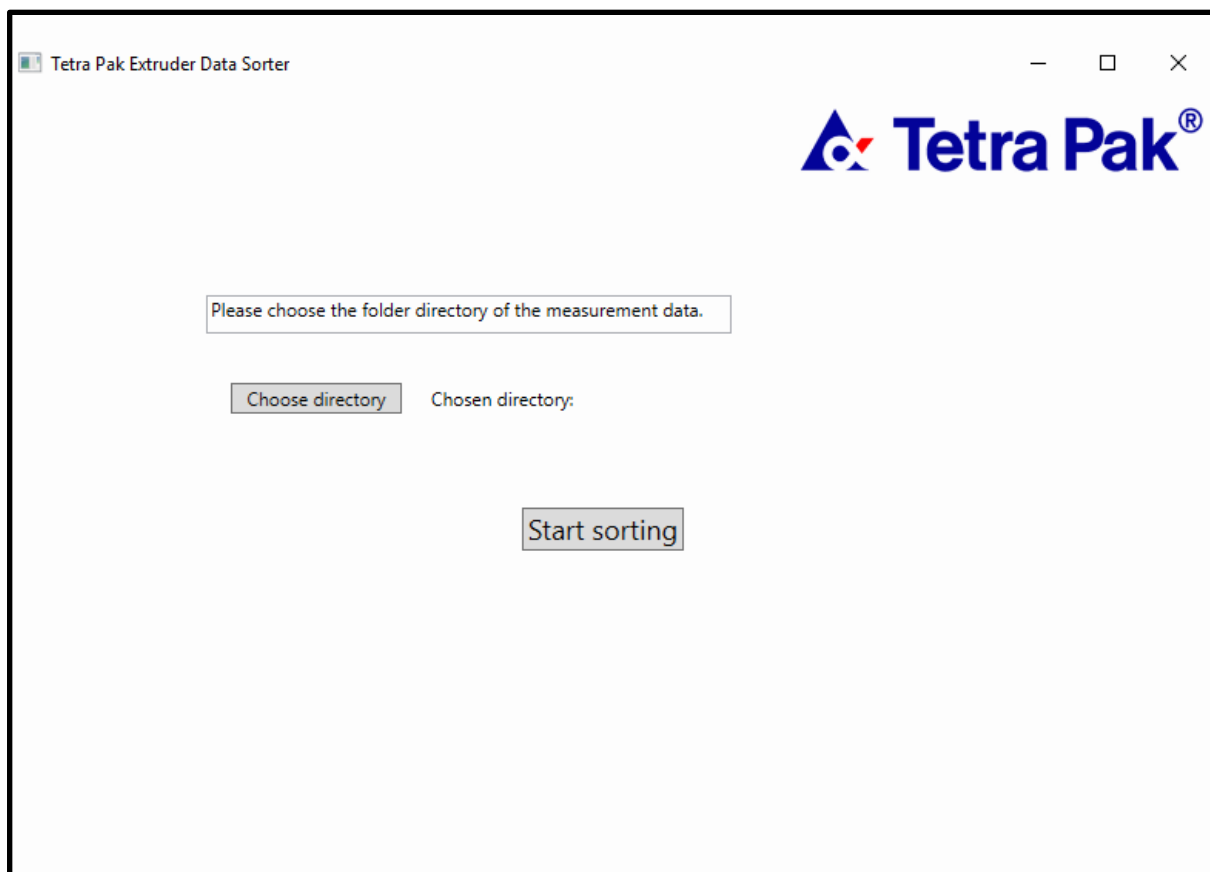 Tetra Pak Extruder Data Sorter
Tetra Pak®
Please choose the folder directory of the measurement data.
Choose directory Chosen directory:
Start sorting